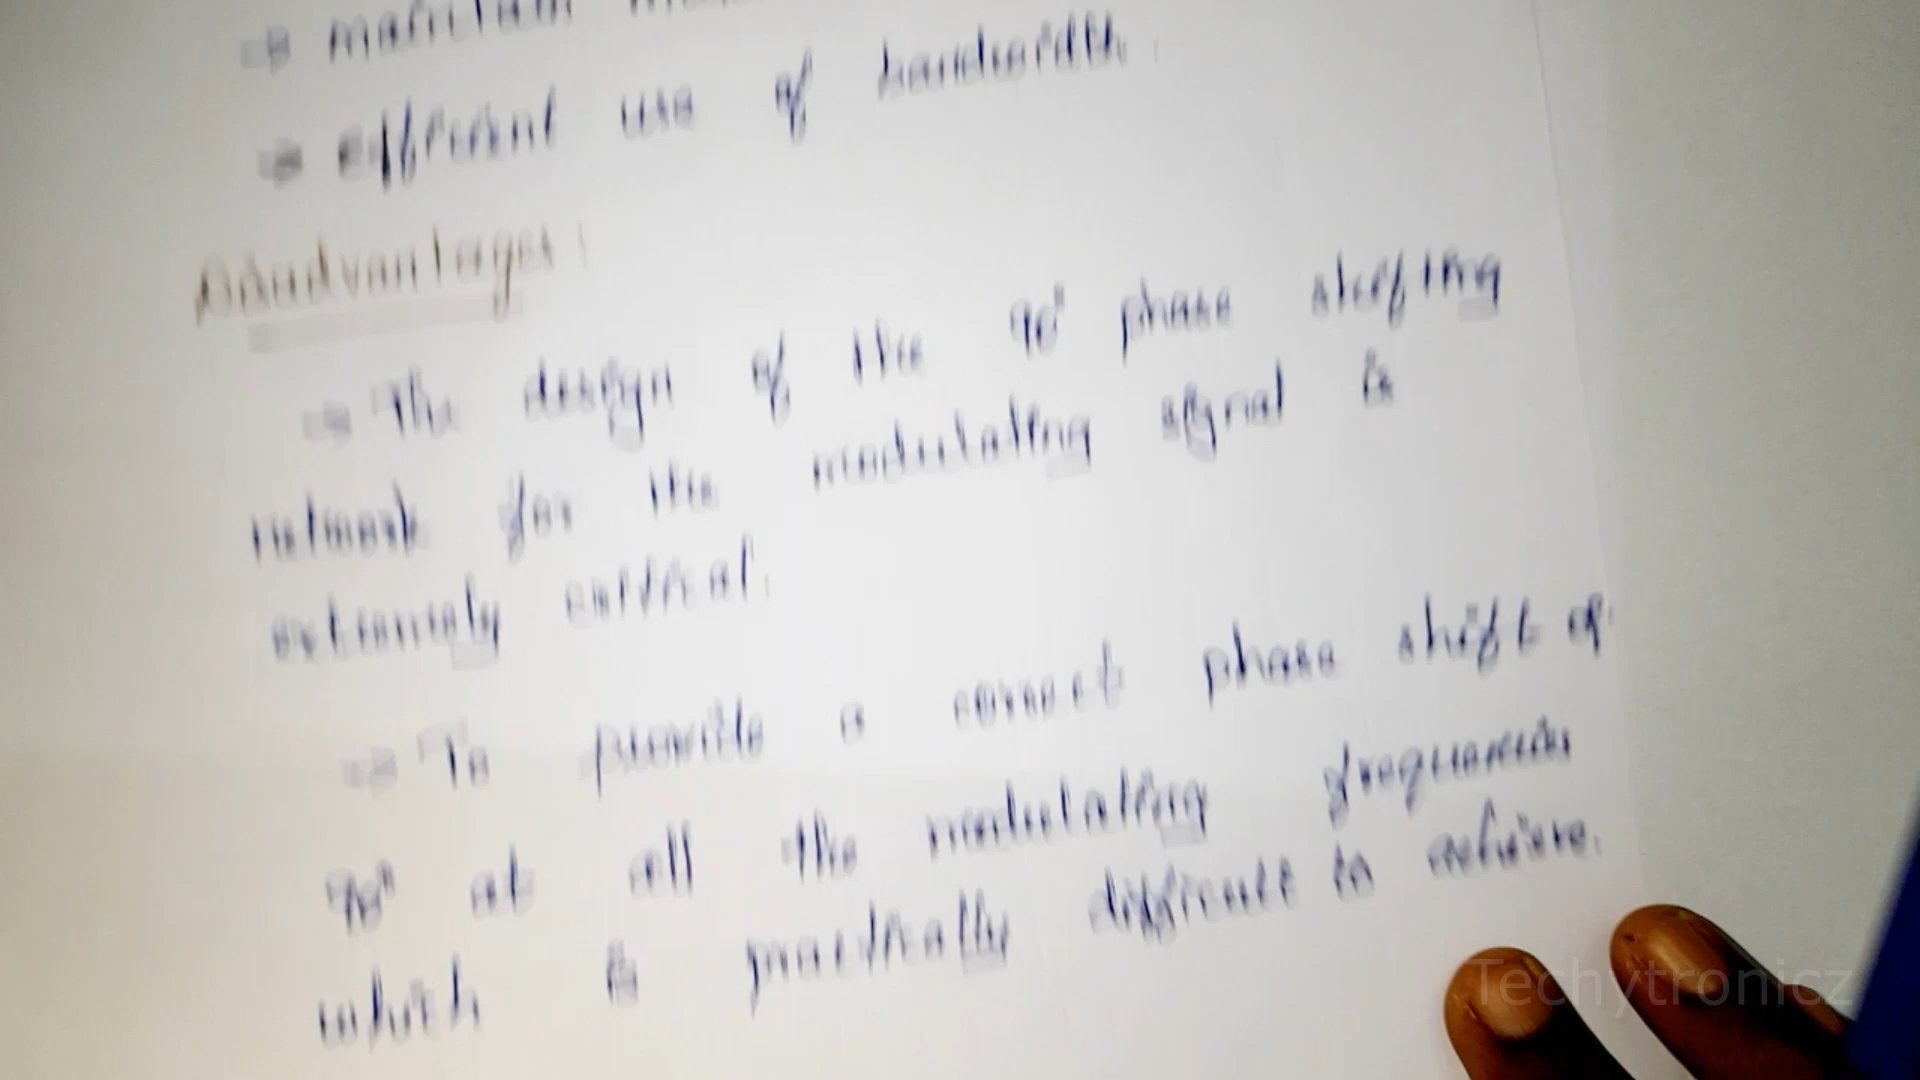 ⇒ maintain
⇒ efficient use of bandwidth.
Disadvantages:
⇒ The design of the 90° phase shifting
network for the modulating signal is
extremely critical.
⇒ To provide a correct phase shift of
90° at all the modulating frequencies
which is practically difficult to achieve.
Techytronicz